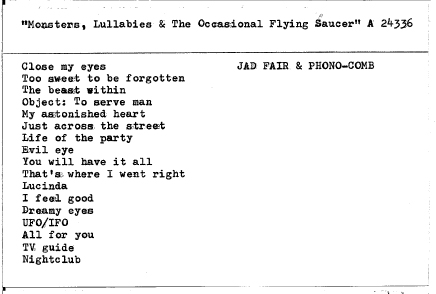 "Monsters, Lullabies & The Occasional Flying Saucer" A 24336
Close my eyes JAD FAIR & PHONO-COMB
Too sweet to be forgotten
The beast within
Object: To serve man
My astonished heart
Just across the street
Life of the party
Evil eye
You will have it all
That's where I went right
Lucinda
I feel good
Dreamy eyes
UFO/IFO
All for you
TV guide
Nightclub